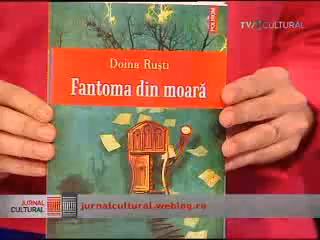 POLIROM
TVR CULTURAL
Doina Ruști
Fantoma din moară
JURNAL
CULTURAL
jurnalcultural.weblog.ro